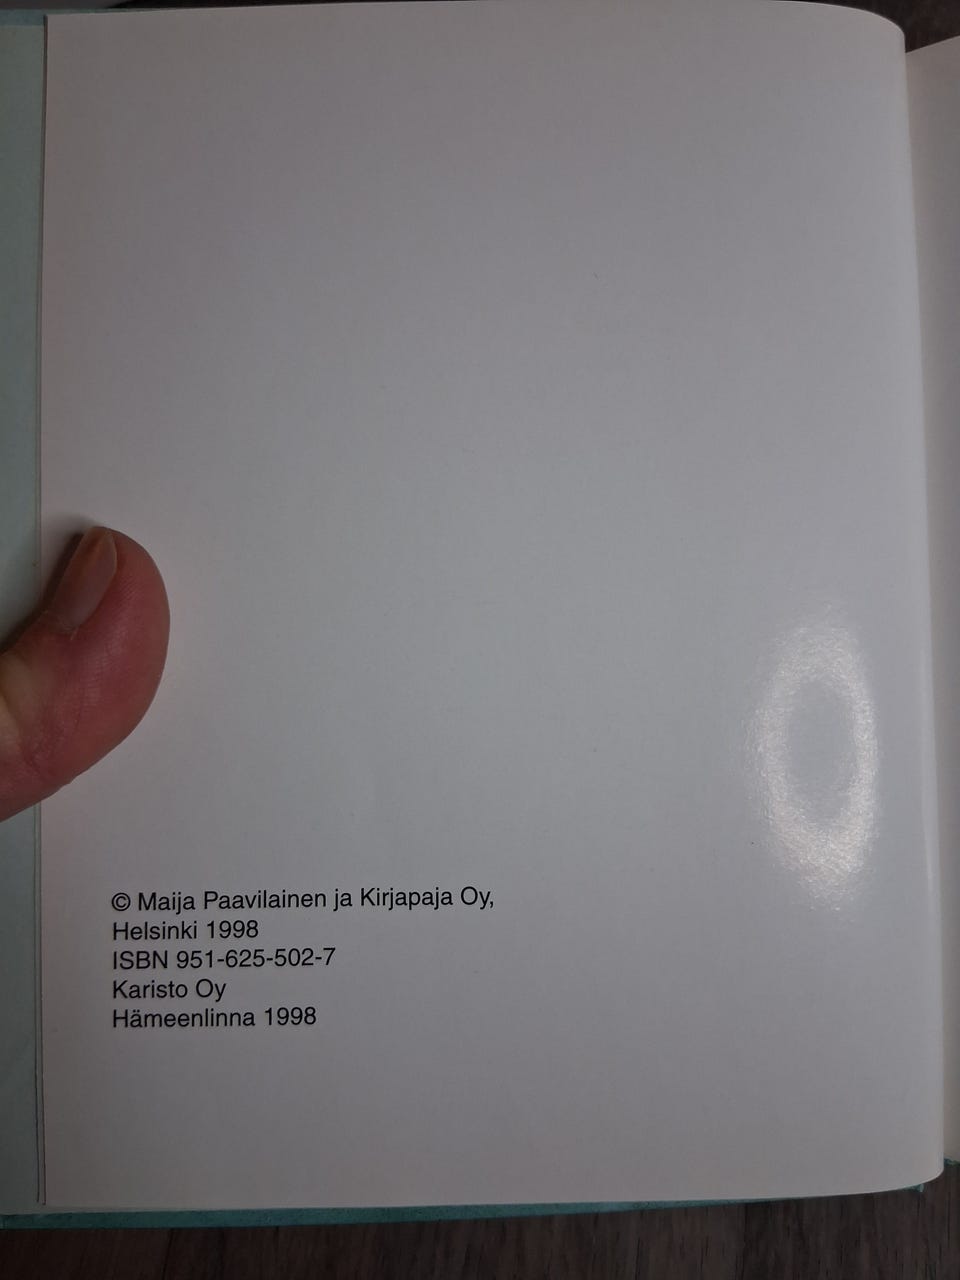 © Maija Paavilainen ja Kirjapaja Oy,
Helsinki 1998
ISBN 951-625-502-7
Karisto Oy
Hämeenlinna 1998